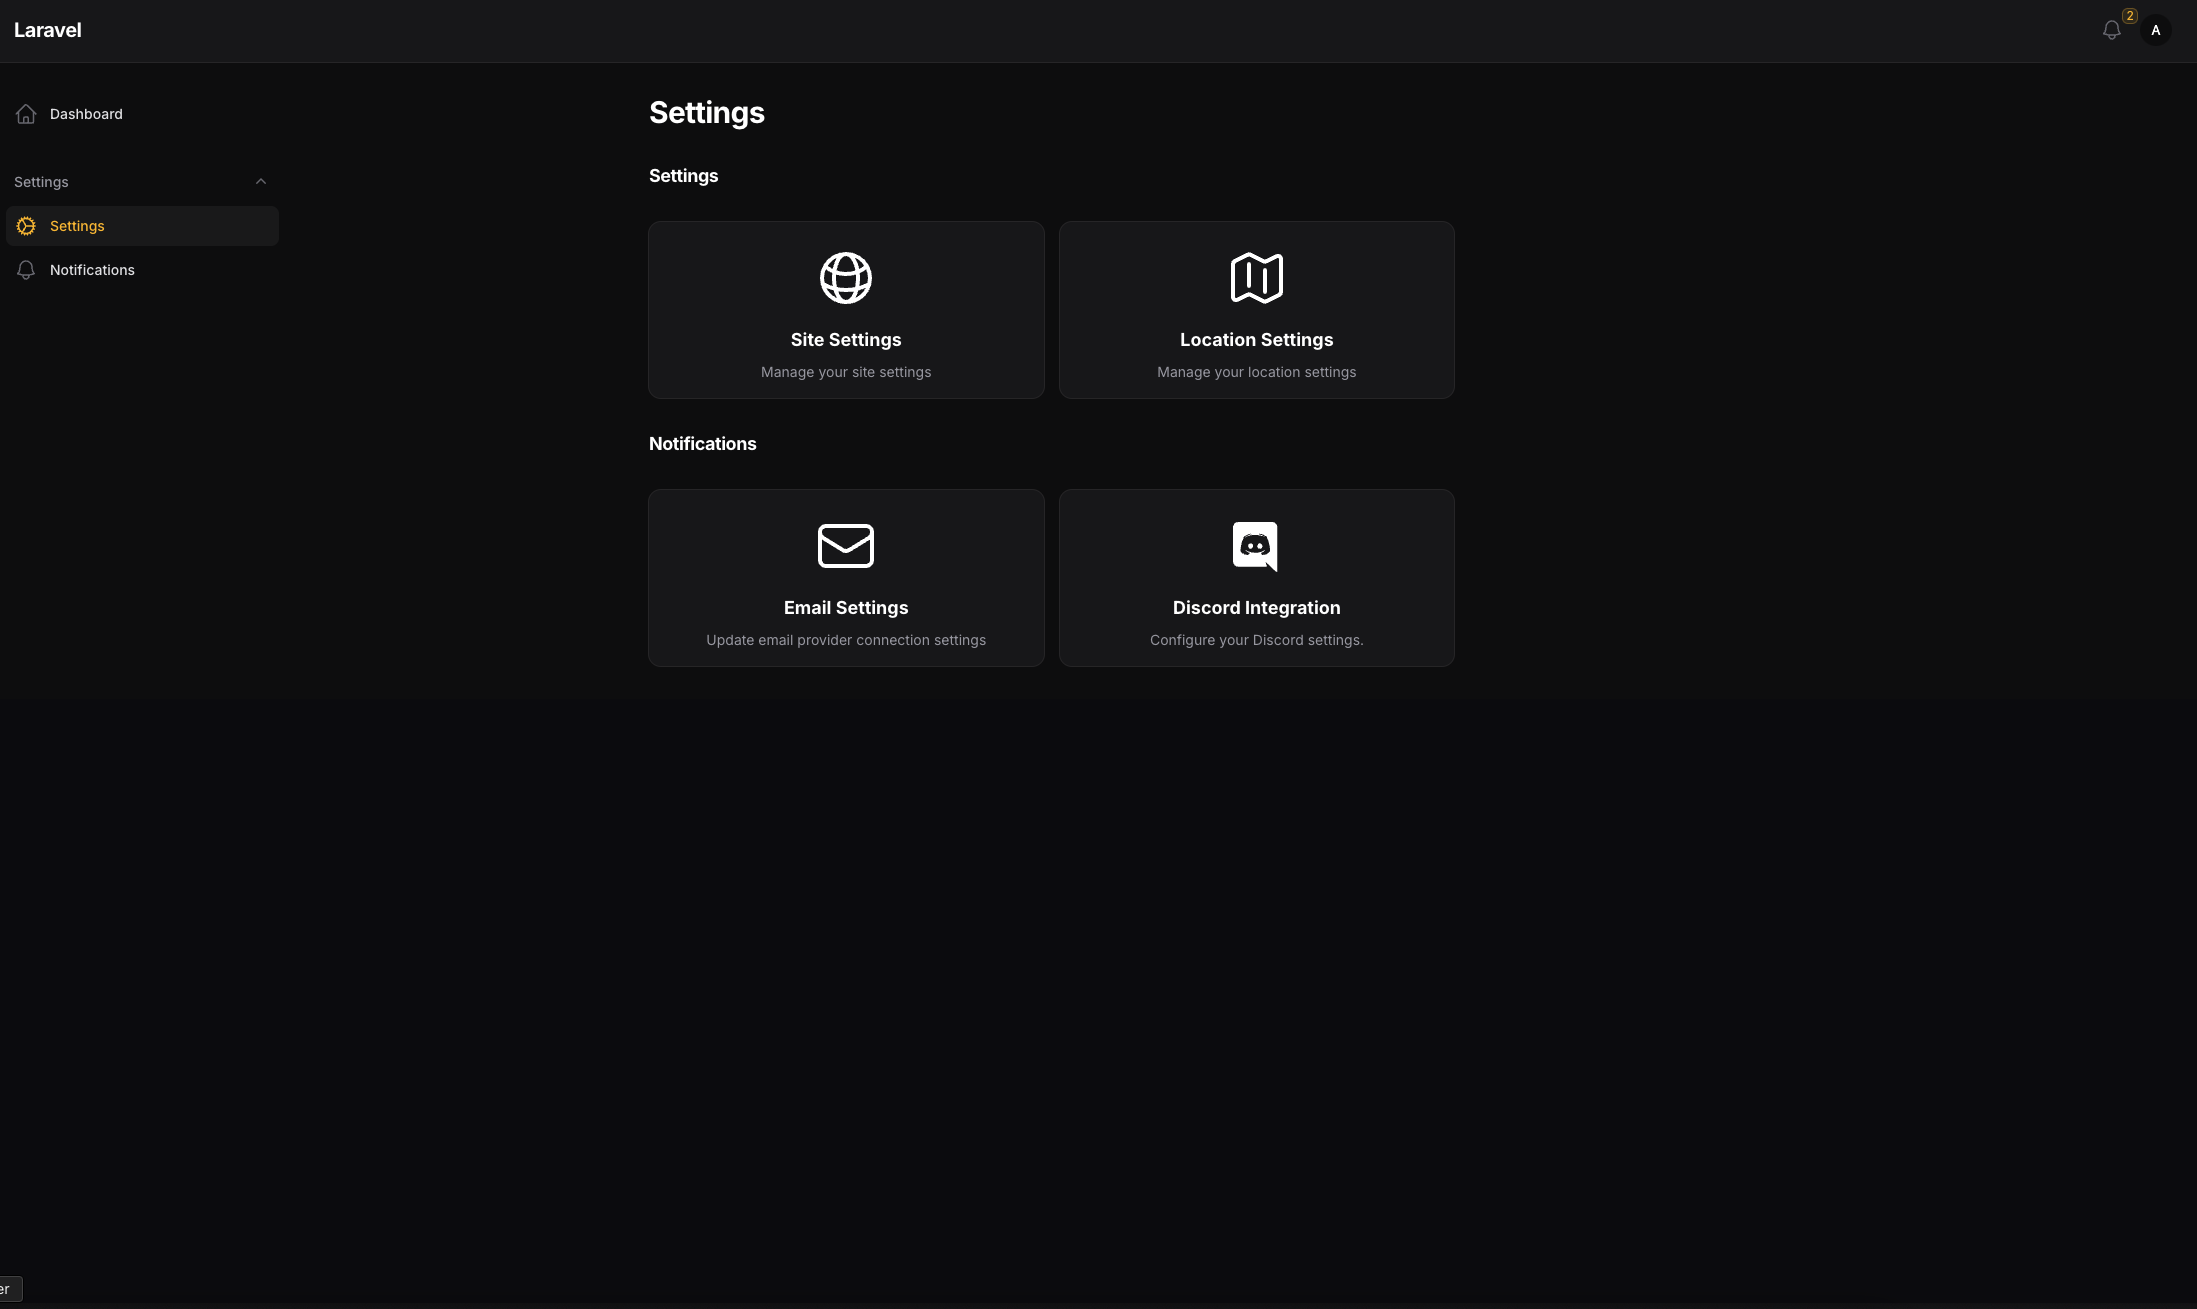 Laravel
2
A
Dashboard
Settings
Settings
Notifications
Settings
Settings
Site Settings
Manage your site settings
Location Settings
Manage your location settings
Notifications
Email Settings
Update email provider connection settings
Discord Integration
Configure your Discord settings.
er